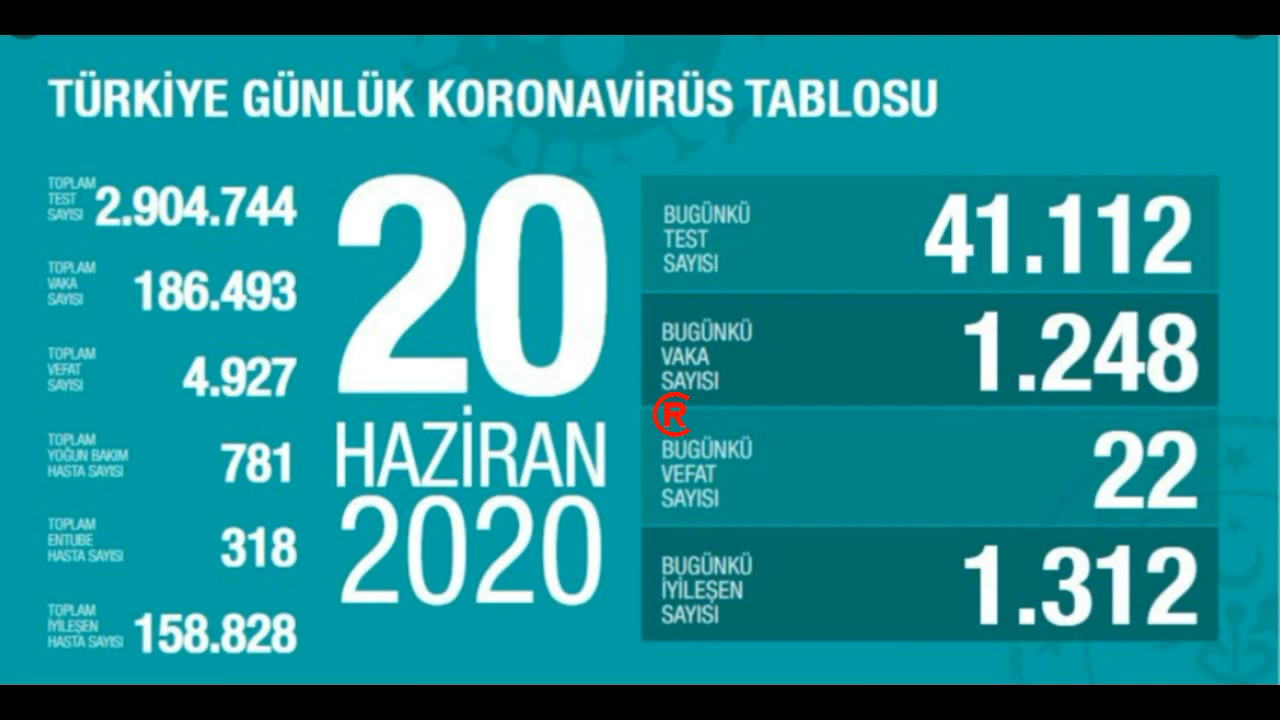 TÜRKİYE GÜNLÜK KORONAVİRÜS TABLOSU
TOPLAM
TEST
SAYISI
2.904.744
TOPLAM
VAKA
SAYISI
186.493
TOPLAM
VEFAT
SAYISI
4.927
TOPLAM
YOĞUN BAKIM
HASTA SAYISI
781
TOPLAM
ENTUBE
HASTA SAYISI
318
TOPLAM
İYİLEŞEN
HASTA SAYISI
158.828
20
HAZİRAN
2020
BUGÜNKÜ
TEST
SAYISI
41.112
BUGÜNKÜ
VAKA
SAYISI
1.248
R
BUGÜNKÜ
VEFAT
SAYISI
22
BUGÜNKÜ
İYİLEŞEN
SAYISI
1.312